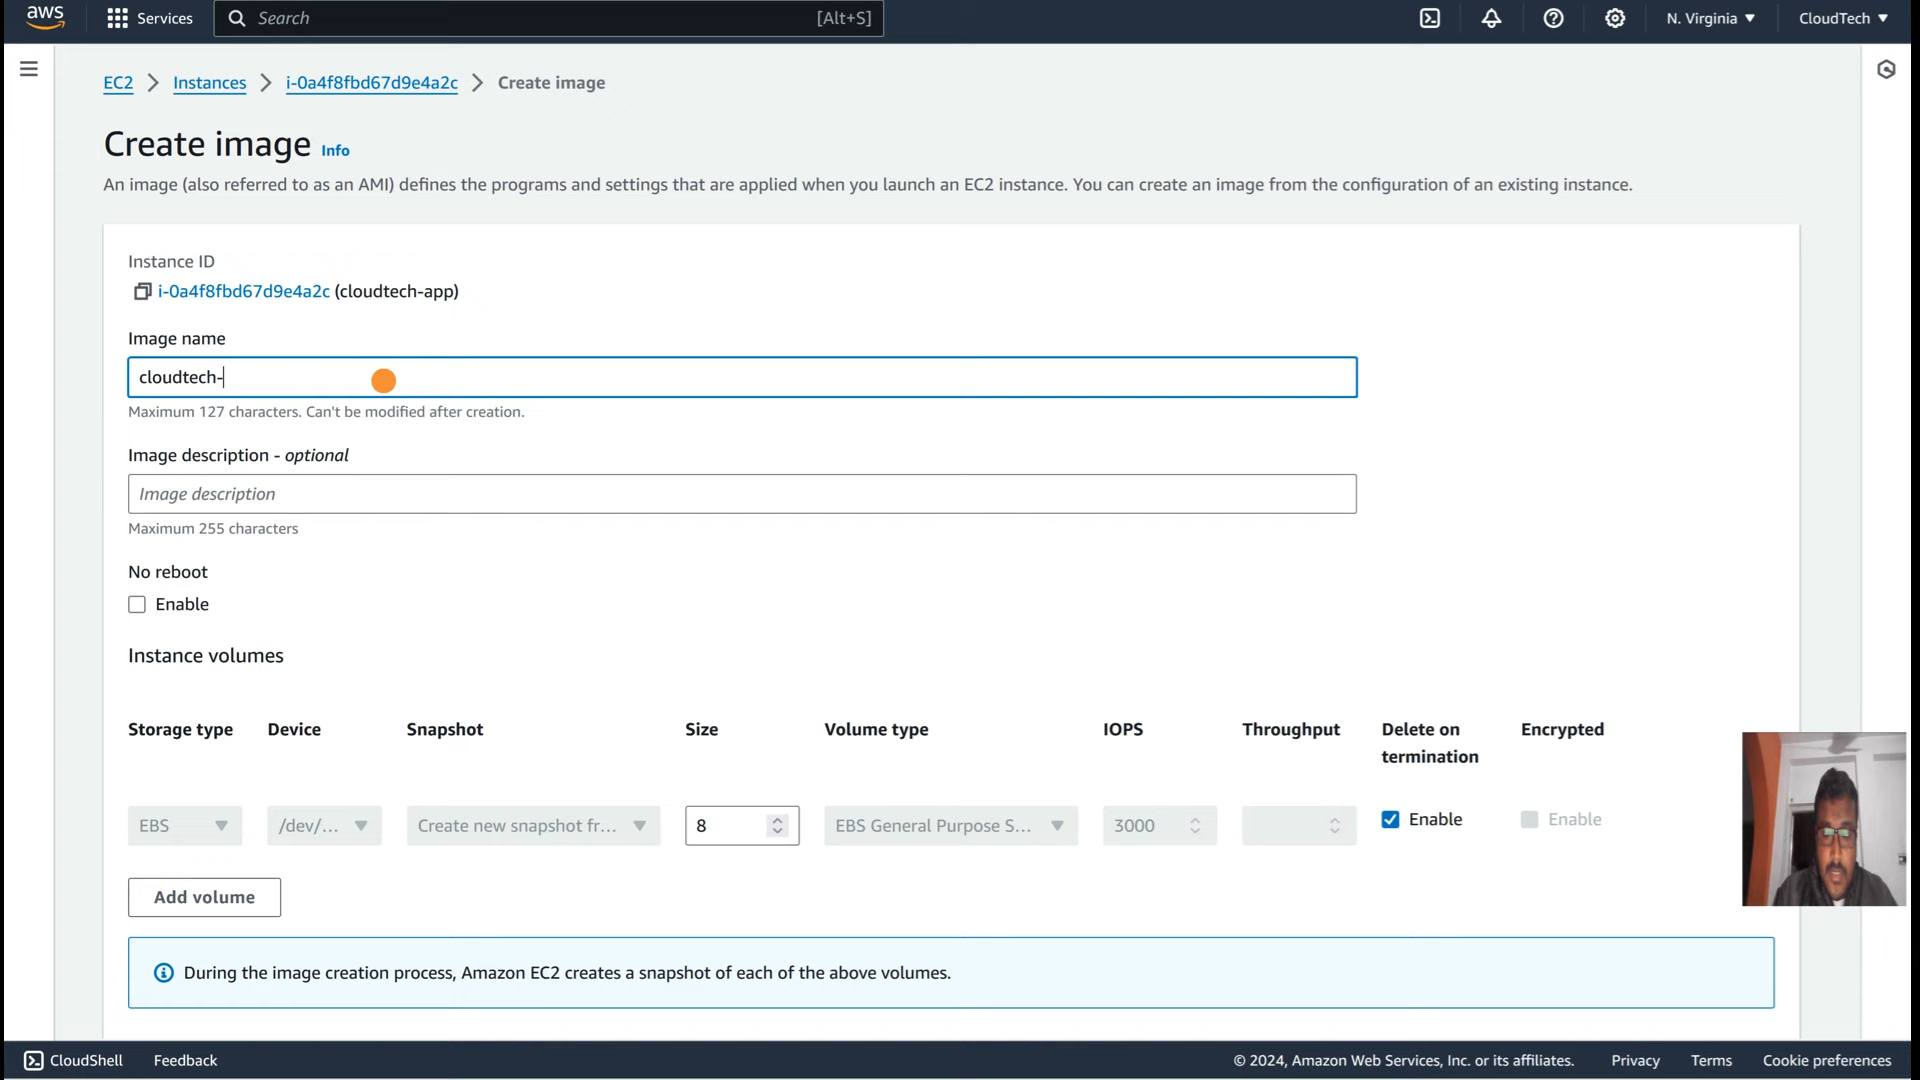 aws
Services
Search
[Alt+S]
N. Virginia
CloudTech
EC2
Instances
i-0a4f8fbd67d9e4a2c
Create image
Create image
Info
An image (also referred to as an AMI) defines the programs and settings that are applied when you launch an EC2 instance. You can create an image from the configuration of an existing instance.
Instance ID
i-0a4f8fbd67d9e4a2c (cloudtech-app)
Image name
cloudtech-
Maximum 127 characters. Can't be modified after creation.
Image description - optional
Image description
Maximum 255 characters
No reboot
Enable
Instance volumes
Storage type
Device
Snapshot
Size
Volume type
IOPS
Throughput
Delete on
termination
Encrypted
EBS
/dev/...
Create new snapshot fr...
8
EBS General Purpose S...
3000
Enable
Enable
Add volume
During the image creation process, Amazon EC2 creates a snapshot of each of the above volumes.
CloudShell
Feedback
© 2024, Amazon Web Services, Inc. or its affiliates.
Privacy
Terms
Cookie preferences